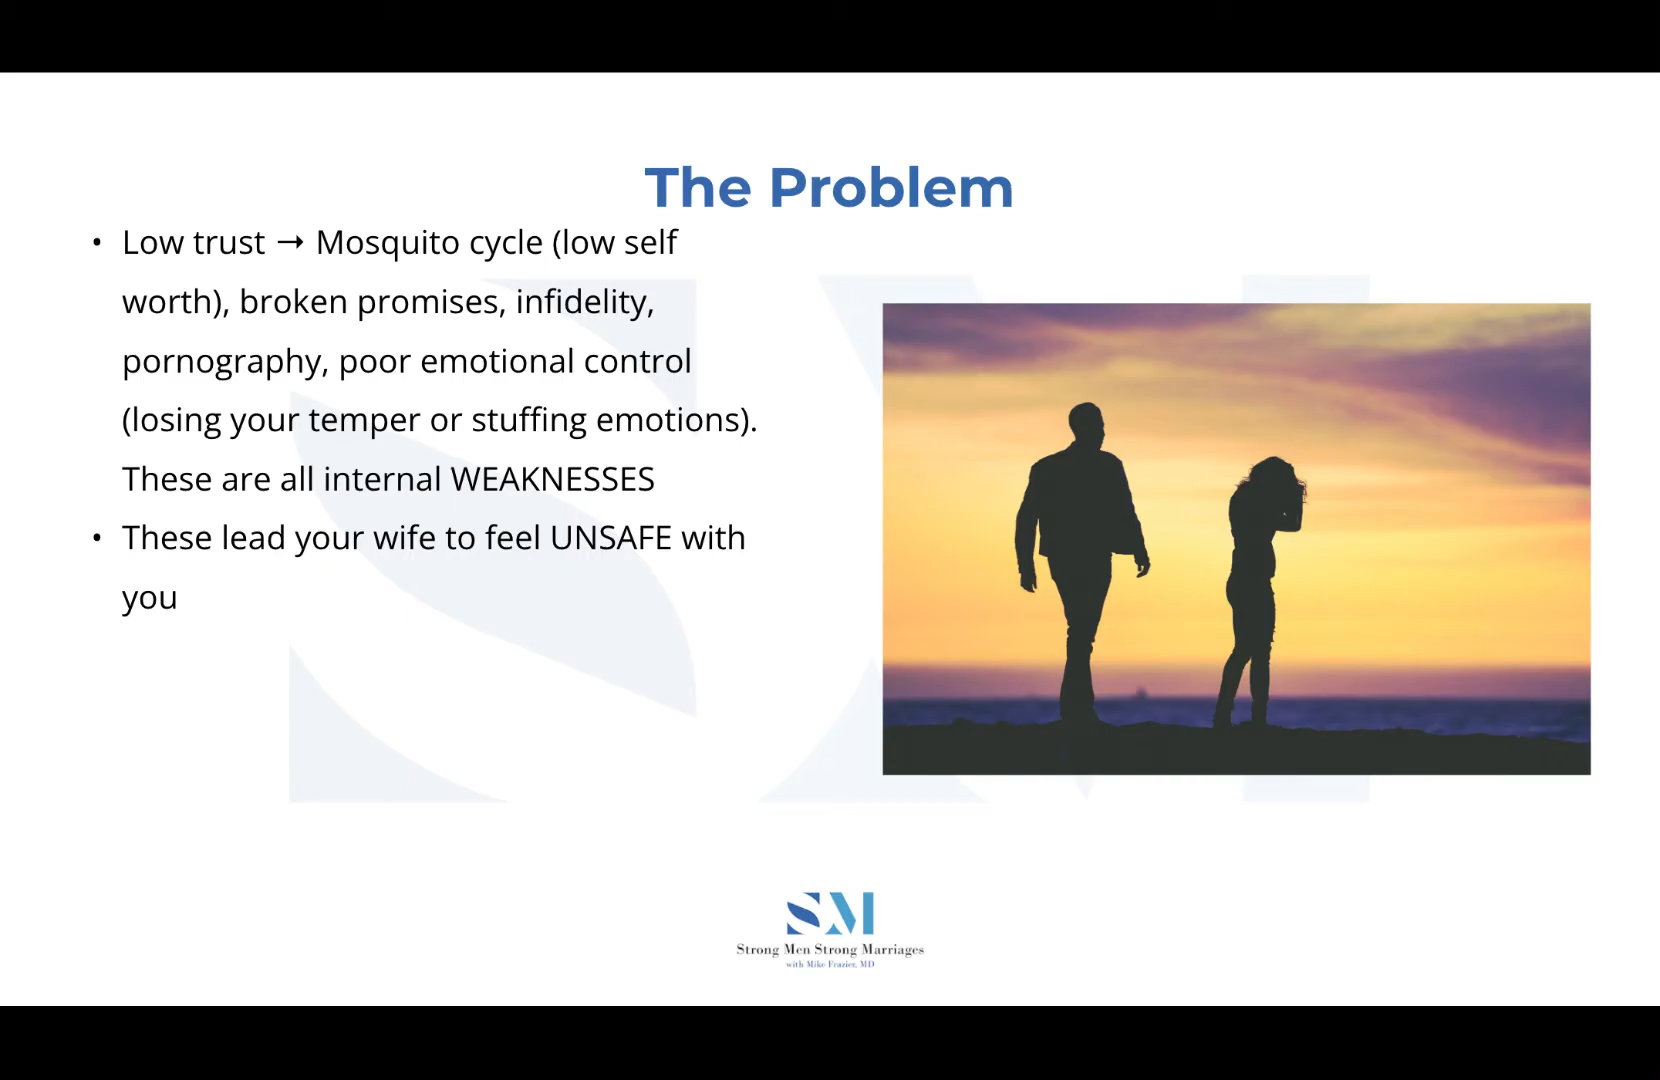 The Problem
• Low trust → Mosquito cycle (low self
worth), broken promises, infidelity,
pornography, poor emotional control
(losing your temper or stuffing emotions).
These are all internal WEAKNESSES
• These lead your wife to feel UNSAFE with
you
SM
Strong Men Strong Marriages
with Mike Frazier, MD